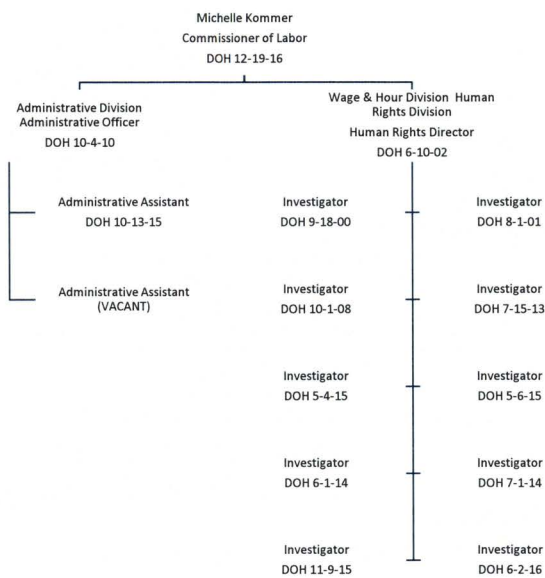 Michelle Kommer
Commissioner of Labor
DOH 12-19-16
Administrative Division
Administrative Officer
DOH 10-4-10
Wage & Hour Division Human
Rights Division
Human Rights Director
DOH 6-10-02
Administrative Assistant
DOH 10-13-15
Investigator
DOH 9-18-00
Investigator
DOH 8-1-01
Administrative Assistant
(VACANT)
Investigator
DOH 10-1-08
Investigator
DOH 7-15-13
Investigator
DOH 5-4-15
Investigator
DOH 5-6-15
Investigator
DOH 6-1-14
Investigator
DOH 7-1-14
Investigator
DOH 11-9-15
Investigator
DOH 6-2-16